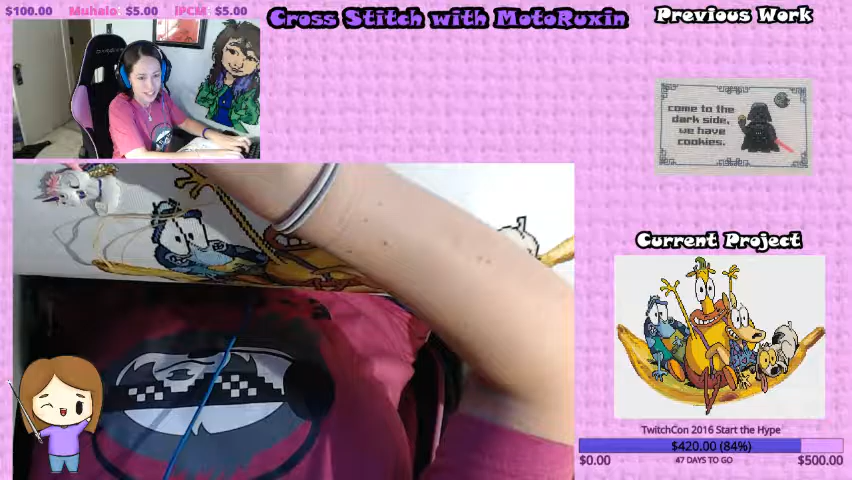 $100.00 Muhalo $5.00 iPCM $5.00
Cross Stitch with MotoRuxin
Previous Work
come to the
dark side,
we have
cookies.
Current Project
TwitchCon 2016 Start the Hype
$420.00 (84%)
$0.00 47 DAYS TO GO $500.00